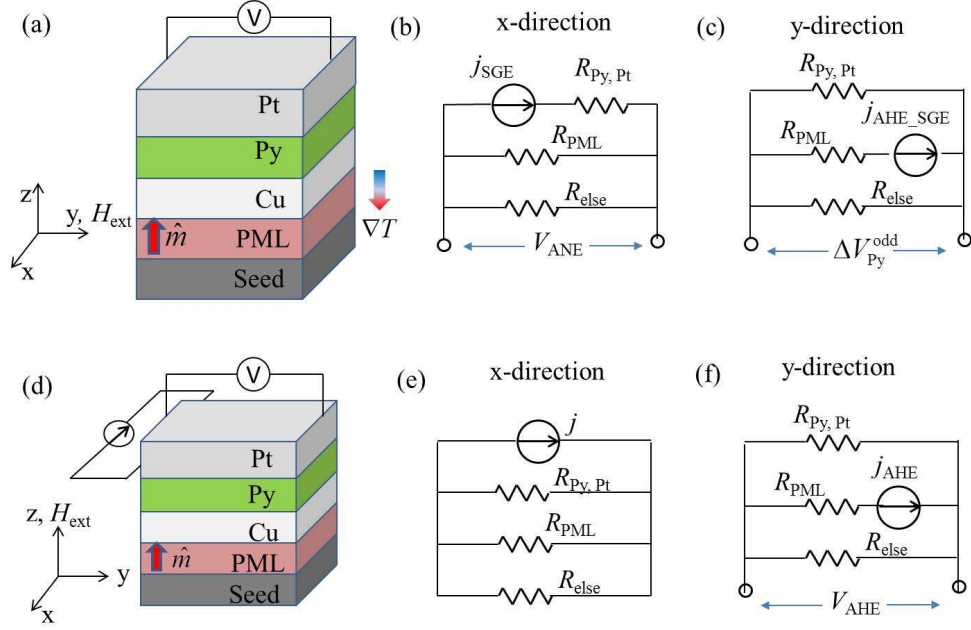 (a)
V
Pt
Py
Cu
m̂
PML
Seed
∇T
z
y, H_ext
x
(b)
x-direction
j_SGE
R_Py, Pt
R_PML
R_else
V_ANE
(c)
y-direction
R_Py, Pt
R_PML
j_AHE_SGE
R_else
ΔV_Py^odd
(d)
V
Pt
Py
Cu
m̂
PML
Seed
z, H_ext
y
x
(e)
x-direction
j
R_Py, Pt
R_PML
R_else
(f)
y-direction
R_Py, Pt
R_PML
j_AHE
R_else
V_AHE